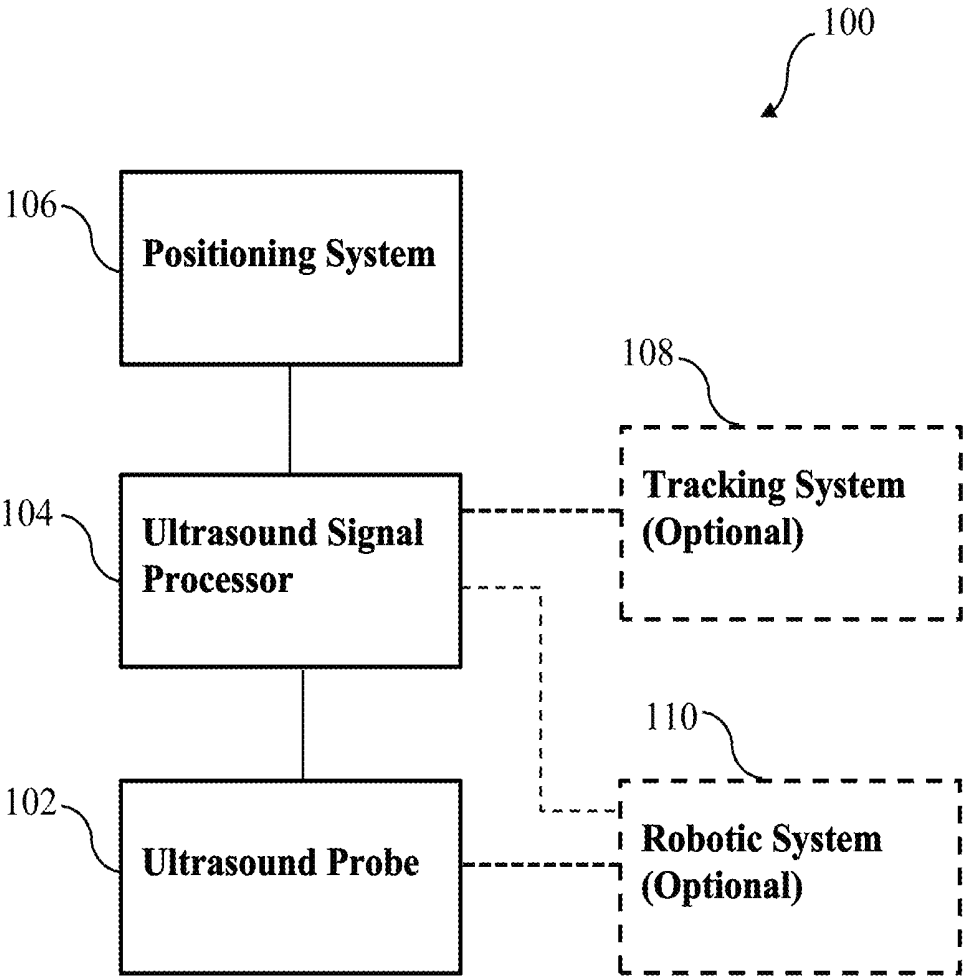 100
106
Positioning System
108
Tracking System
(Optional)
104
Ultrasound Signal
Processor
110
102
Ultrasound Probe
Robotic System
(Optional)